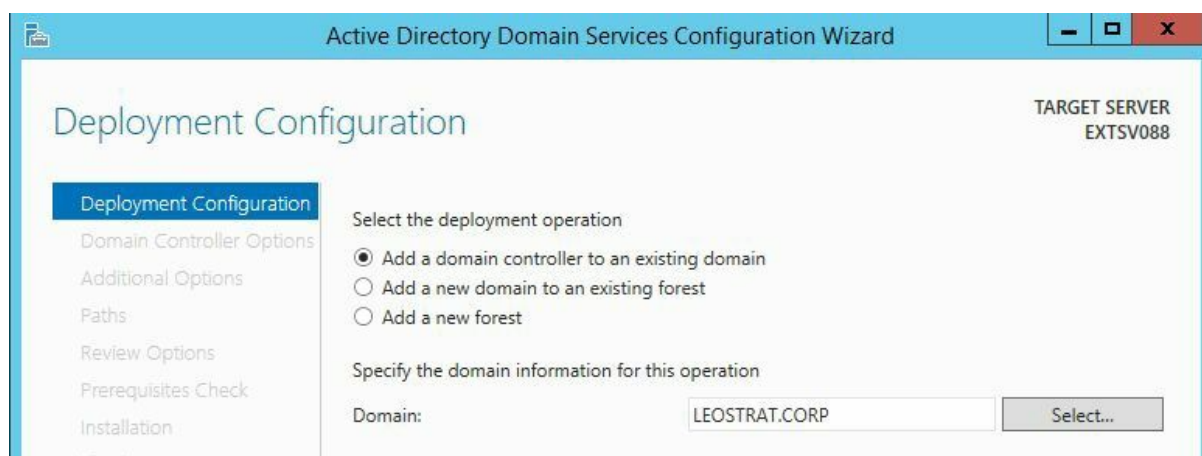 Active Directory Domain Services Configuration Wizard
Deployment Configuration
TARGET SERVER
EXTSV088
Deployment Configuration
Domain Controller Options
Additional Options
Paths
Review Options
Prerequisites Check
Installation
Select the deployment operation
Add a domain controller to an existing domain
Add a new domain to an existing forest
Add a new forest
Specify the domain information for this operation
Domain:
LEOSTRAT.CORP
Select...